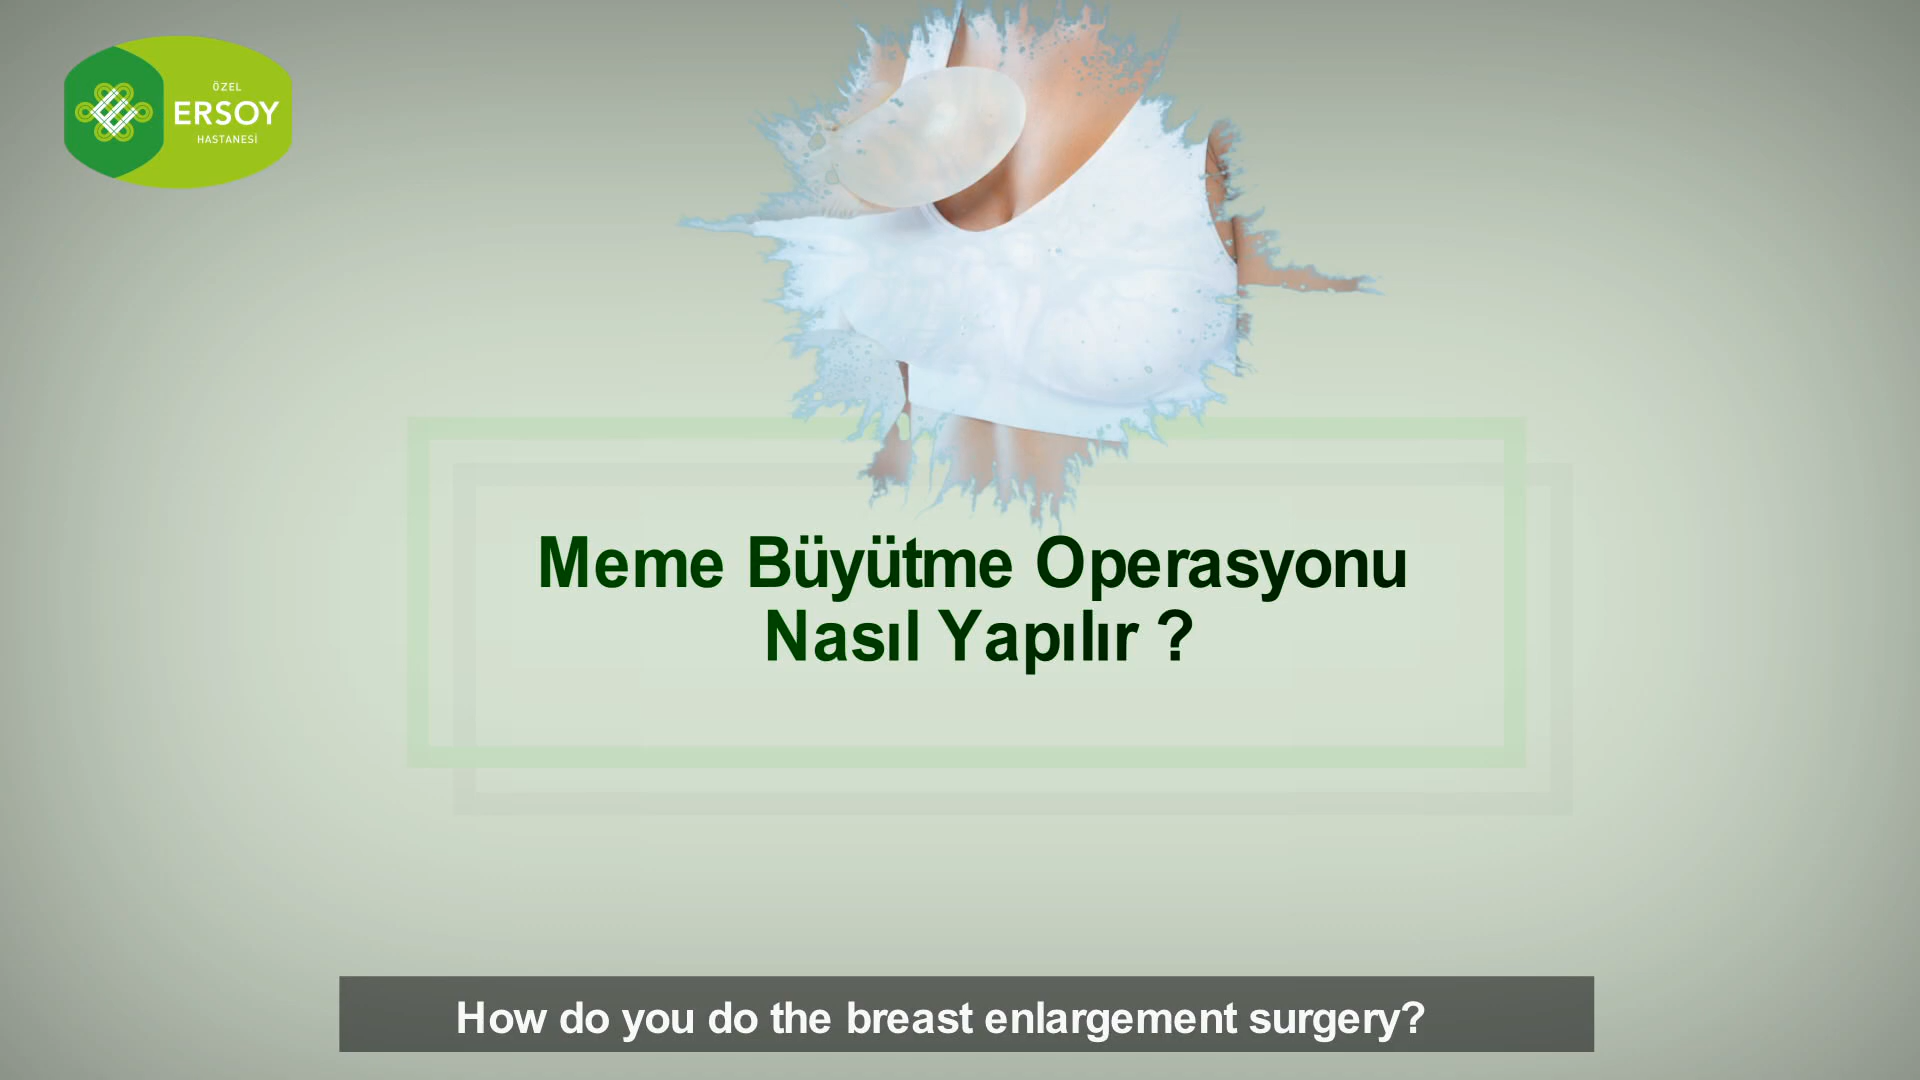 ÖZEL
ERSOY
HASTANESİ
Meme Büyütme Operasyonu
Nasıl Yapılır ?
How do you do the breast enlargement surgery?